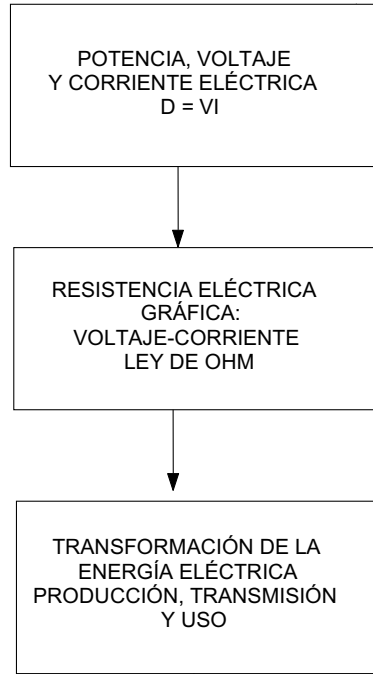 POTENCIA, VOLTAJE
Y CORRIENTE ELÉCTRICA
D = VI
RESISTENCIA ELÉCTRICA
GRÁFICA:
VOLTAJE-CORRIENTE
LEY DE OHM
TRANSFORMACIÓN DE LA
ENERGÍA ELÉCTRICA
PRODUCCIÓN, TRANSMISIÓN
Y USO